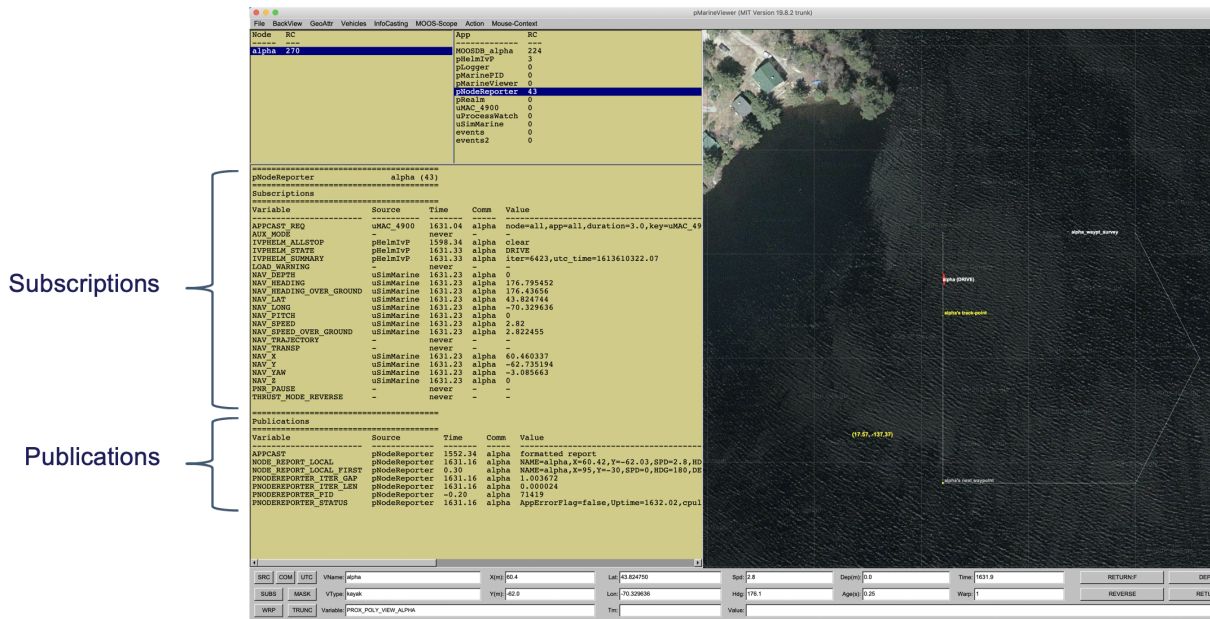 pMarineViewer (MIT Version 19.8.2 trunk)
File BackView GeoAttr Vehicles InfoCasting MOOS-Scope Action Mouse-Context
Node RC
----- ---
alpha 270
App RC
------------- ---
MOOSDB_alpha 224
pHelmIvP 3
pLogger 0
pMarinePID 0
pMarineViewer 0
pNodeReporter 43
pRealm 0
uMAC_4900 0
uProcessWatch 0
uSimMarine 0
events 0
events2 0
Subscriptions
pNodeReporter alpha (43)
Subscriptions
Variable Source Time Comm Value
APPCAST_REQ uMAC_4900 1631.04 alpha node=all,app=all,duration=3.0,key=uMAC_49
AUX_MODE - never - -
IVPHELM_ALLSTOP pHelmIvP 1598.34 alpha clear
IVPHELM_STATE pHelmIvP 1631.33 alpha DRIVE
IVPHELM_SUMMARY pHelmIvP 1631.33 alpha iter=6423,utc_time=1613610322.07
LOAD_WARNING - never - -
NAV_DEPTH uSimMarine 1631.23 alpha 0
NAV_HEADING uSimMarine 1631.23 alpha 176.795452
NAV_HEADING_OVER_GROUND uSimMarine 1631.23 alpha 176.43656
NAV_LAT uSimMarine 1631.23 alpha 43.824744
NAV_LONG uSimMarine 1631.23 alpha -70.329636
NAV_PITCH uSimMarine 1631.23 alpha 0
NAV_SPEED uSimMarine 1631.23 alpha 2.82
NAV_SPEED_OVER_GROUND uSimMarine 1631.23 alpha 2.822455
NAV_TRAJECTORY - never - -
NAV_TRANSP - never - -
NAV_X uSimMarine 1631.23 alpha 60.460337
NAV_Y uSimMarine 1631.23 alpha -62.735194
NAV_YAW uSimMarine 1631.23 alpha -3.085663
NAV_Z uSimMarine 1631.23 alpha 0
PNR_PAUSE - never - -
THRUST_MODE_REVERSE - never - -
Publications
Publications
Variable Source Time Comm Value
APPCAST pNodeReporter 1552.34 alpha formatted report
NODE_REPORT_LOCAL pNodeReporter 1631.16 alpha NAME=alpha,X=60.42,Y=-62.03,SPD=2.8,HD
NODE_REPORT_LOCAL_FIRST pNodeReporter 0.30 alpha NAME=alpha,X=95,Y=-30,SPD=0,HDG=180,DE
PNODEREPORTER_ITER_GAP pNodeReporter 1631.16 alpha 1.003672
PNODEREPORTER_ITER_LEN pNodeReporter 1631.16 alpha 0.000024
PNODEREPORTER_PID pNodeReporter -0.20 alpha 71419
PNODEREPORTER_STATUS pNodeReporter 1631.16 alpha AppErrorFlag=false,Uptime=1632.02,cpul
alpha_waypt_survey
alpha (DRIVE)
alpha's track-point
(17.57, -137.37)
alpha's next waypoint
SRC COM UTC VName: alpha X(m): 60.4 Lat: 43.824750 Spd: 2.8 Dep(m): 0.0 Time: 1631.9 RETURN:F DEP
SUBS MASK VType: kayak Y(m): -62.0 Lon: -70.329636 Hdg: 176.1 Age(s): 0.25 Warp: 1 REVERSE RETU
WRP TRUNC Variable: PROX_POLY_VIEW_ALPHA Tm: Value: